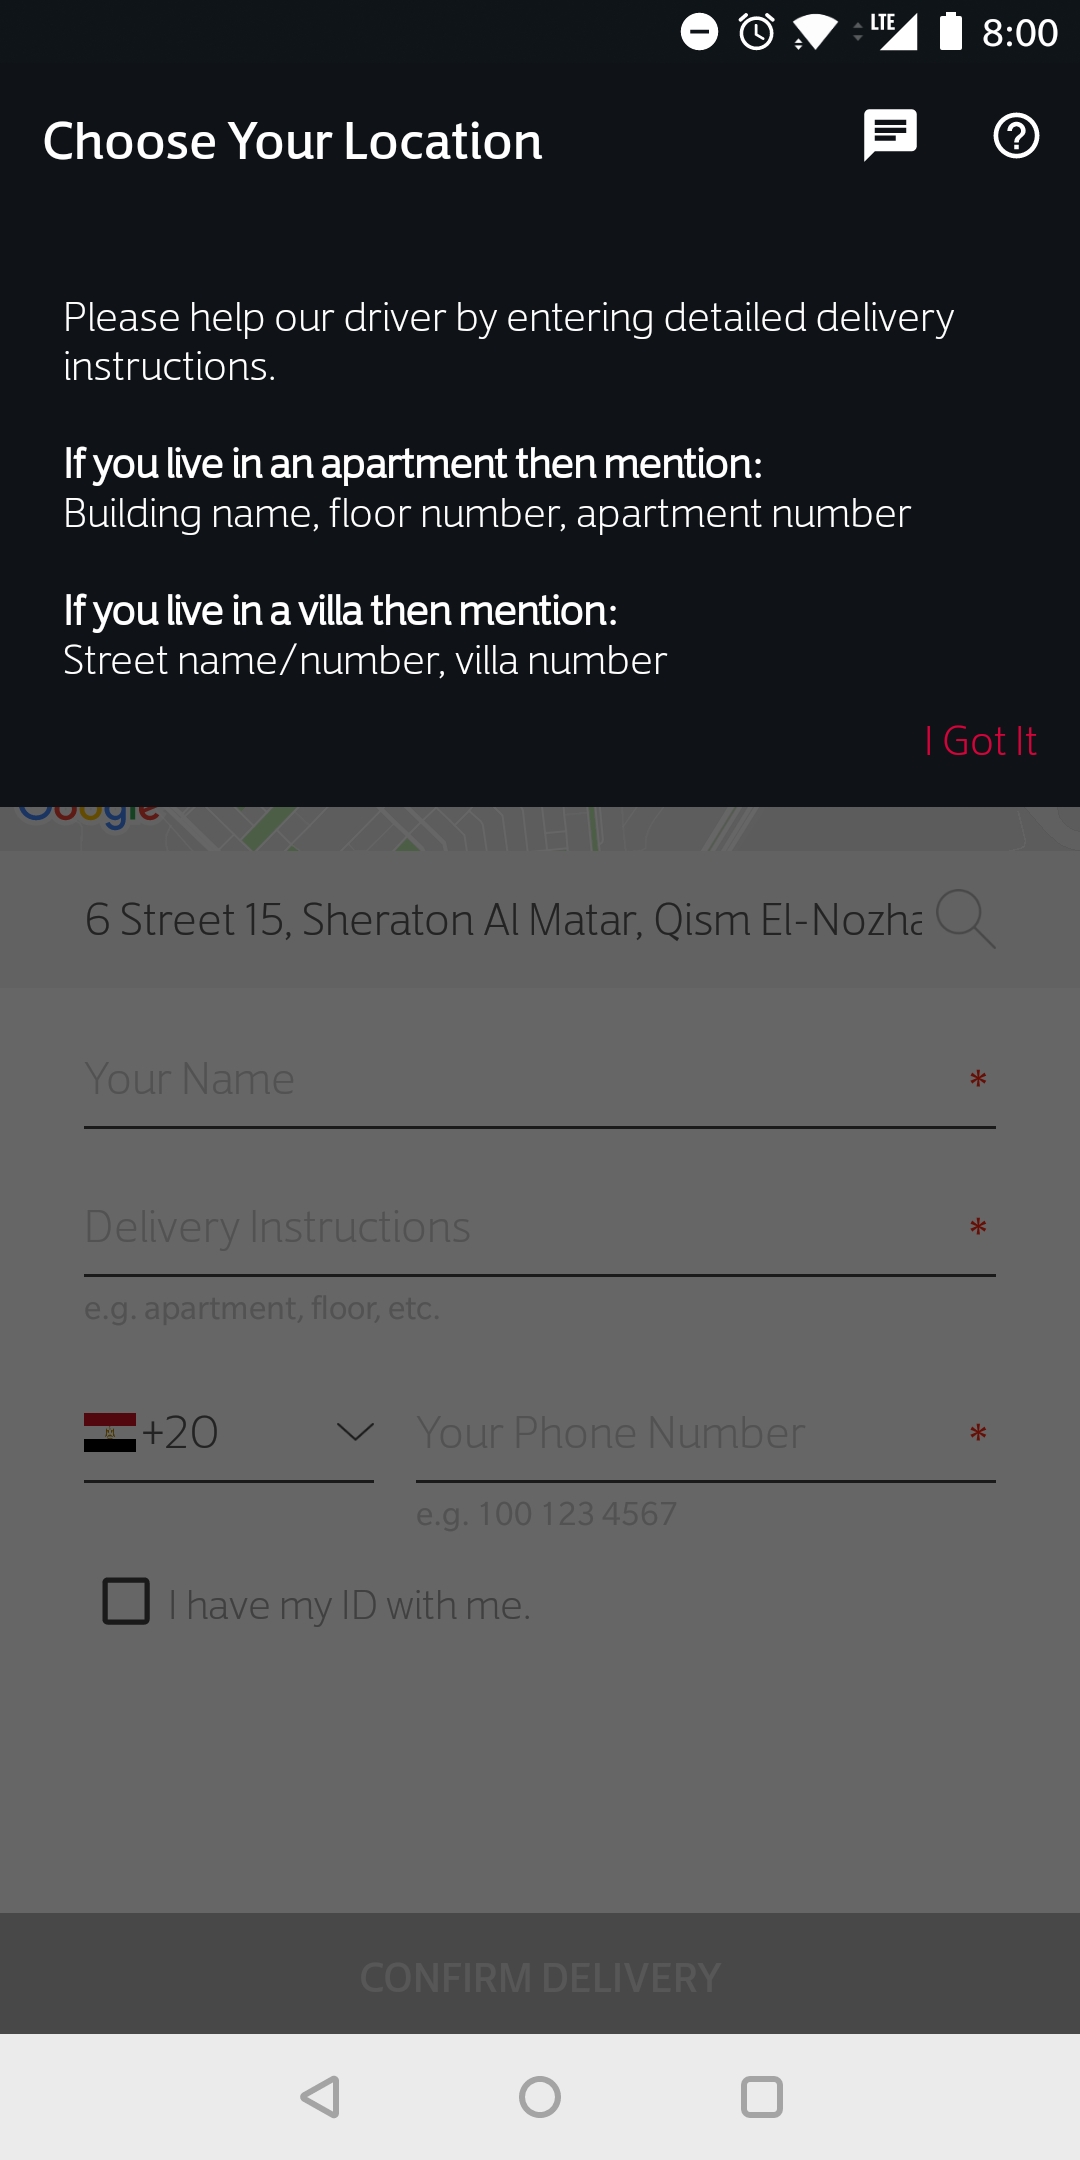 LTE 8:00
Choose Your Location
Please help our driver by entering detailed delivery
instructions.
If you live in an apartment then mention:
Building name, floor number, apartment number
If you live in a villa then mention:
Street name/number, villa number
I Got It
Google
6 Street 15, Sheraton Al Matar, Qism El-Nozha
Your Name *
Delivery Instructions *
e.g. apartment, floor, etc.
+20 Your Phone Number *
e.g. 100 123 4567
I have my ID with me.
CONFIRM DELIVERY